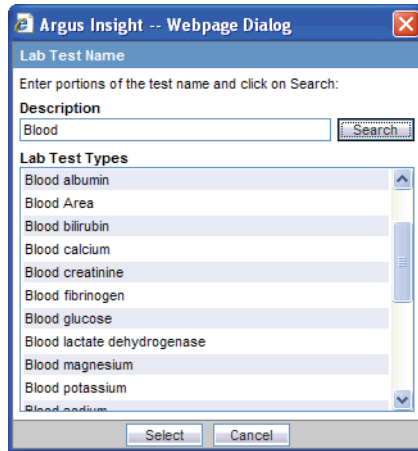 Argus Insight -- Webpage Dialog
Lab Test Name
Enter portions of the test name and click on Search:
Description
Blood Search
Lab Test Types
Blood albumin
Blood Area
Blood bilirubin
Blood calcium
Blood creatinine
Blood fibrinogen
Blood glucose
Blood lactate dehydrogenase
Blood magnesium
Blood potassium
Blood sodium
Select Cancel